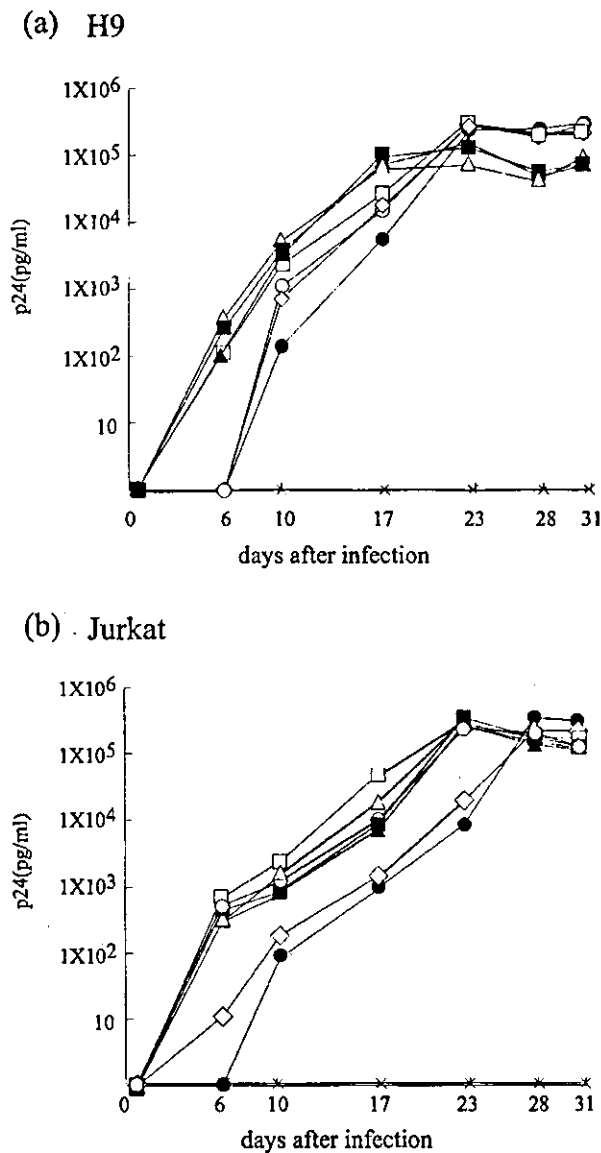 (a) H9
1X10⁶
1X10⁵
1X10⁴
1X10³
1X10²
10
p24(pg/ml)
0 6 10 17 23 28 31
days after infection
(b) Jurkat
1X10⁶
1X10⁵
1X10⁴
1X10³
1X10²
10
p24(pg/ml)
0 6 10 17 23 28 31
days after infection